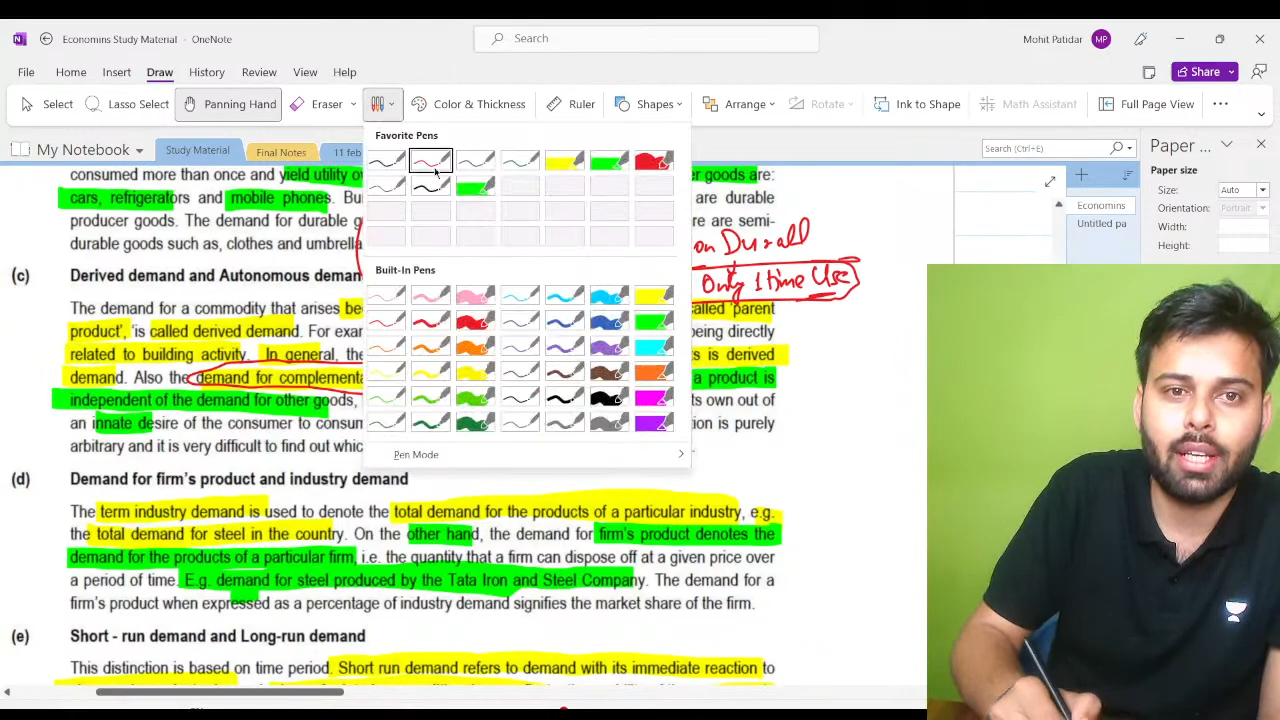 Economins Study Material - OneNote
Search
Mohit Patidar
MP
File Home Insert Draw History Review View Help
Share
Select Lasso Select Panning Hand Eraser Color & Thickness Ruler Shapes Arrange Rotate Ink to Shape Math Assistant Full Page View
My Notebook Study Material Final Notes 11 feb
Search (Ctrl+E)
Paper
Favorite Pens
Built-In Pens
Pen Mode
Economins
Untitled pa
Size: Auto
Orientation: Portrait
Width:
Height:
consumed more than once and yield utility ov
er goods are:
cars, refrigerators and mobile phones. Bu
are durable
producer goods. The demand for durable g
re are semi-
durable goods such as, clothes and umbrella
on Durall
Only 1 time Use
(c) Derived demand and Autonomous deman
The demand for a commodity that arises be
called 'parent
product', 'is called derived demand. For exam
being directly
related to building activity. In general, the
ts is derived
demand. Also the demand for complementa
a product is
independent of the demand for other goods,
its own out of
an innate desire of the consumer to consum
tion is purely
arbitrary and it is very difficult to find out whic
(d) Demand for firm's product and industry demand
The term industry demand is used to denote the total demand for the products of a particular industry, e.g.
the total demand for steel in the country. On the other hand, the demand for firm's product denotes the
demand for the products of a particular firm, i.e. the quantity that a firm can dispose off at a given price over
a period of time. E.g. demand for steel produced by the Tata Iron and Steel Company. The demand for a
firm's product when expressed as a percentage of industry demand signifies the market share of the firm.
(e) Short - run demand and Long-run demand
This distinction is based on time period. Short run demand refers to demand with its immediate reaction to